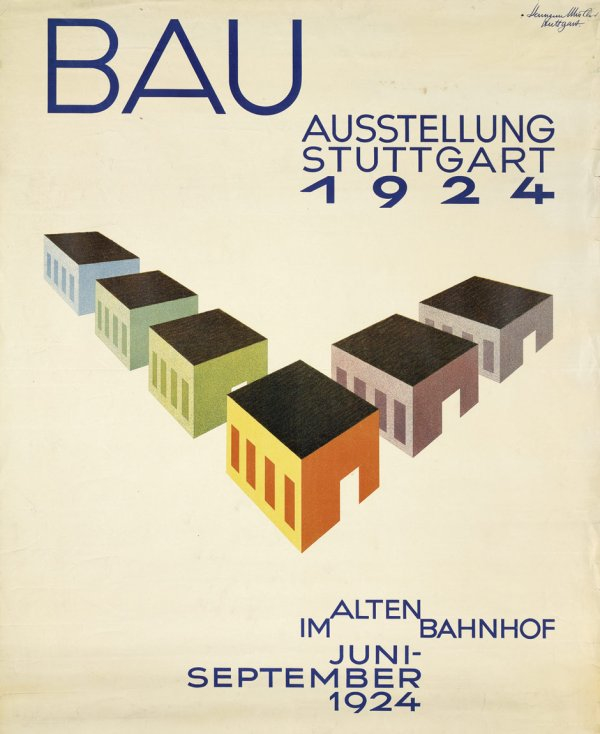 BAU
AUSSTELLUNG
STUTTGART
1924
IM ALTEN BAHNHOF
JUNI-
SEPTEMBER
1924